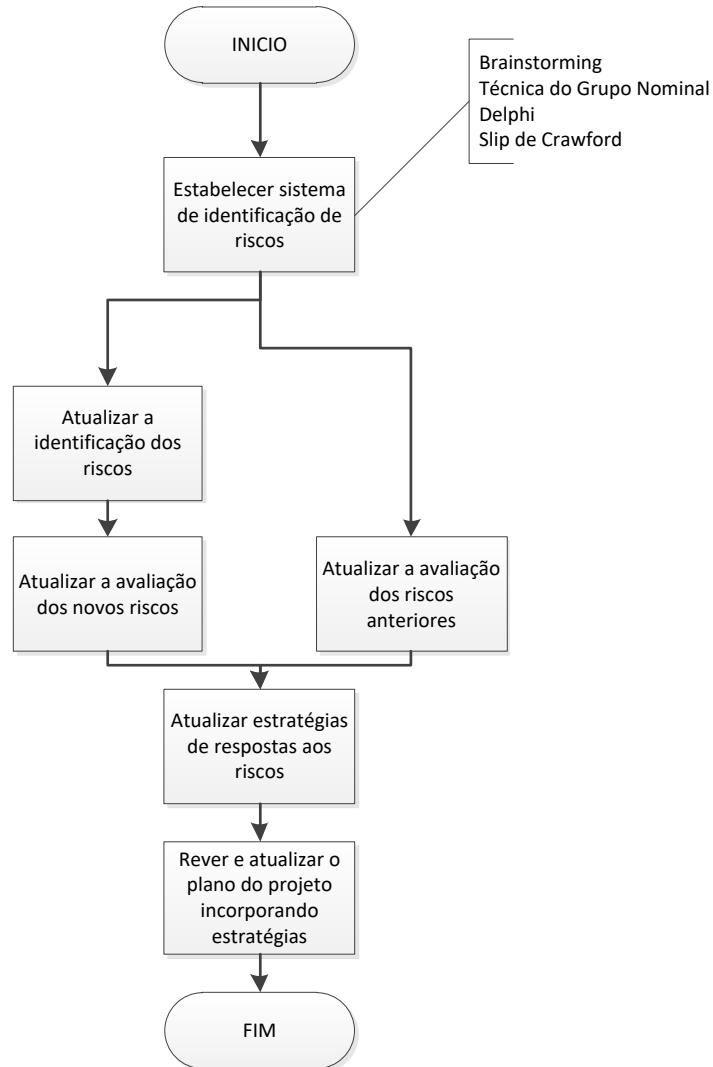 INICIO
Brainstorming
Técnica do Grupo Nominal
Delphi
Slip de Crawford
Estabelecer sistema
de identificação de
riscos
Atualizar a
identificação dos
riscos
Atualizar a avaliação
dos novos riscos
Atualizar a avaliação
dos riscos
anteriores
Atualizar estratégias
de respostas aos
riscos
Rever e atualizar o
plano do projeto
incorporando
estratégias
FIM